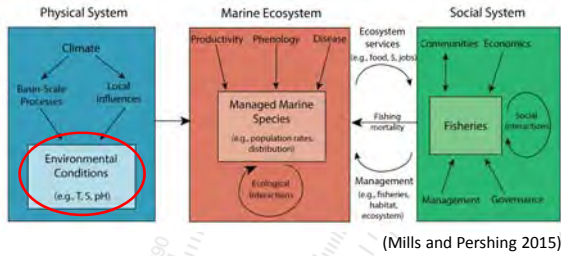 Physical System
Climate
Basin-Scale
Processes
Local
Influences
Environmental
Conditions
(e.g., T, S, pH)
Marine Ecosystem
Productivity Phenology Disease
Managed Marine
Species
(e.g., population rates,
distribution)
Ecological
Interactions
Ecosystem
services
(e.g., food, $, jobs)
Fishing
mortality
Management
(e.g., fisheries,
habitat,
ecosystem)
Social System
Communities Economics
Fisheries
Social
Interactions
Management Governance
(Mills and Pershing 2015)